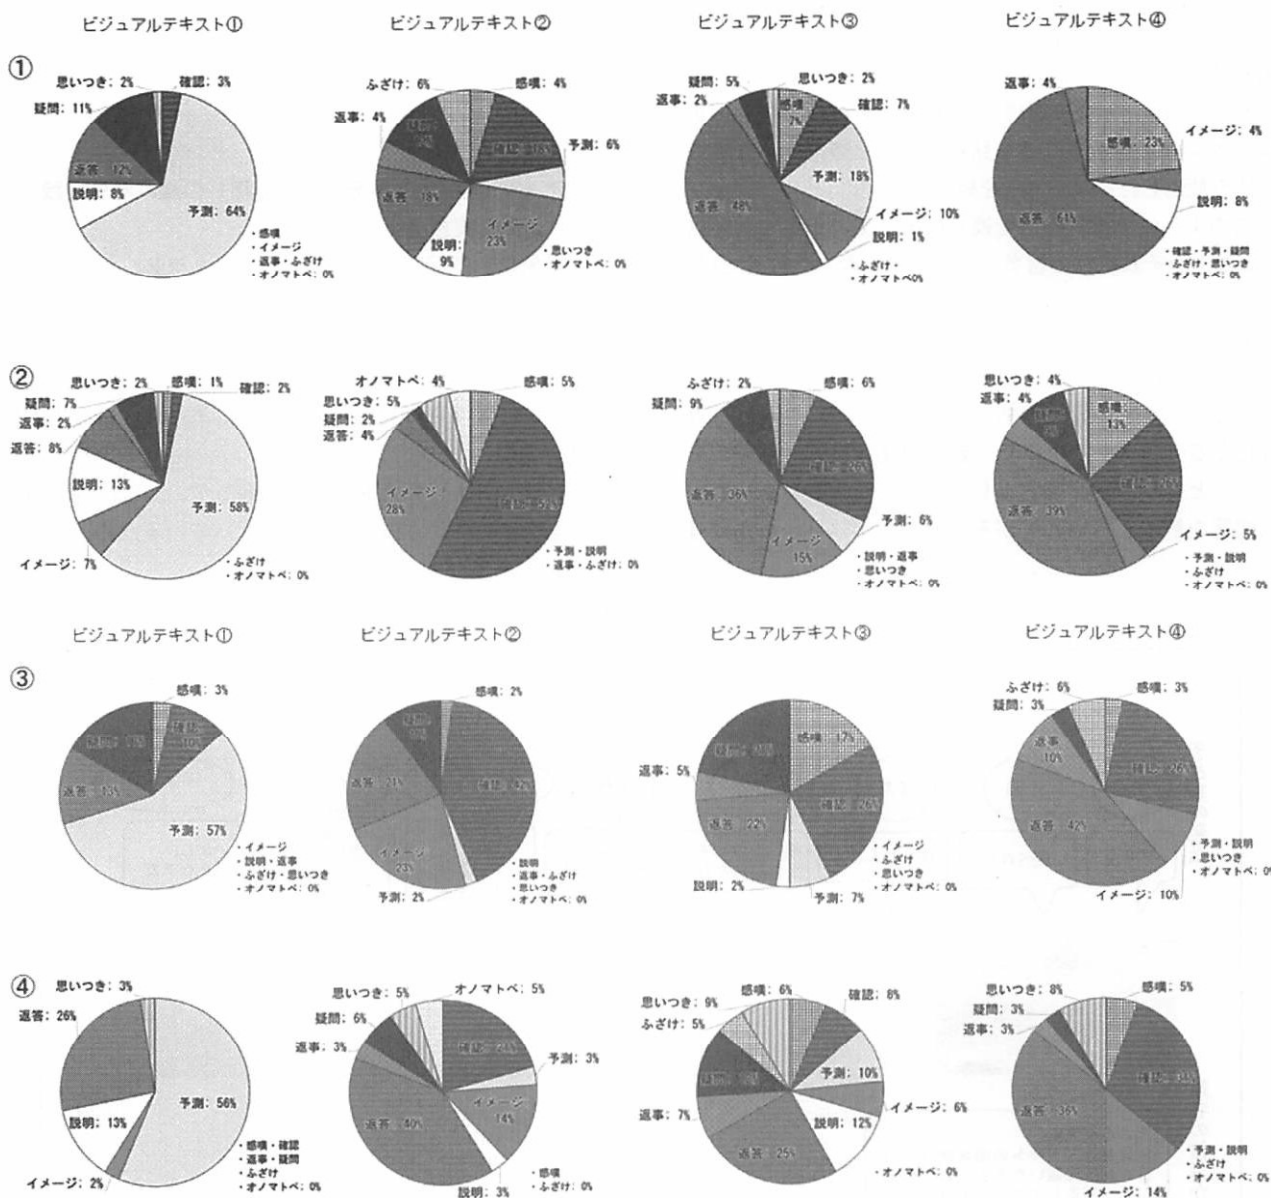 ビジュアルテキスト①
ビジュアルテキスト②
ビジュアルテキスト③
ビジュアルテキスト④
①
思いつき: 2%
確認: 3%
疑問: 11%
返答: 12%
説明: 8%
予測: 64%
・感嘆
・イメージ
・返事・ふざけ
・オノマトペ: 0%
ふざけ: 6%
感嘆: 4%
返事: 4%
確認: 18%
予測: 6%
返答: 18%
イメージ
23%
説明:
9%
・思いつき
・オノマトペ: 0%
疑問: 5%
思いつき: 2%
返事: 2%
感嘆
7%
確認: 7%
予測: 18%
返答: 48%
イメージ: 10%
説明: 1%
・ふざけ・
・オノマトペ0%
返事: 4%
感嘆: 23%
イメージ: 4%
返答: 61%
説明: 8%
・確認・予測・疑問
・ふざけ・思いつき
・オノマトペ: 0%
②
思いつき: 2%
感嘆: 1%
確認: 2%
疑問: 7%
返事: 2%
返答: 8%
説明: 13%
予測: 58%
イメージ: 7%
・ふざけ
・オノマトペ: 0%
オノマトペ: 4%
感嘆: 5%
思いつき: 5%
疑問: 2%
返答: 4%
イメージ:
28%
確認:
・予測・説明
・返事・ふざけ: 0%
ふざけ: 2%
感嘆: 6%
疑問: 9%
確認: 26%
返答: 36%
予測: 6%
イメージ
15%
・説明・返事
・思いつき
・オノマトペ: 0%
思いつき: 4%
返事: 4%
感嘆:
13%
疑問:
確認: 26%
返答: 39%
イメージ: 5%
・予測・説明
・ふざけ
・オノマトペ: 0%
ビジュアルテキスト①
ビジュアルテキスト②
ビジュアルテキスト③
ビジュアルテキスト④
③
感嘆: 3%
確認:
10%
疑問:
返答: 13%
予測: 57%
・イメージ
・説明・返事
・ふざけ・思いつき
・オノマトペ: 0%
感嘆: 2%
疑問:
10%
返答: 21%
確認: 42%
イメージ
23%
予測: 2%
・説明
・返事・ふざけ
・思いつき
・オノマトペ: 0%
感嘆: 17%
疑問:
返事: 5%
確認: 26%
返答: 22%
説明: 2%
予測: 7%
・イメージ
・ふざけ
・思いつき
・オノマトペ: 0%
ふざけ: 6%
感嘆: 3%
疑問: 3%
返事
10%
確認: 26%
返答: 42%
イメージ: 10%
・予測・説明
・思いつき
・オノマトペ: 0%
④
思いつき: 3%
返答: 26%
予測: 56%
説明: 13%
イメージ: 2%
・感嘆・確認
・返事・疑問
・ふざけ
・オノマトペ: 0%
思いつき: 5%
オノマトペ: 5%
疑問: 6%
返事: 3%
確認: 21%
予測: 3%
イメージ
14%
返答: 40%
説明: 3%
・感嘆
・ふざけ: 0%
思いつき: 9%
感嘆: 6%
確認: 8%
ふざけ: 5%
疑問:
予測: 10%
返事: 7%
イメージ: 6%
説明: 12%
返答: 25%
・オノマトペ: 0%
思いつき: 8%
感嘆: 5%
疑問: 3%
返事: 3%
確認: 31%
返答: 36%
イメージ: 14%
・予測・説明
・ふざけ
・オノマトペ: 0%